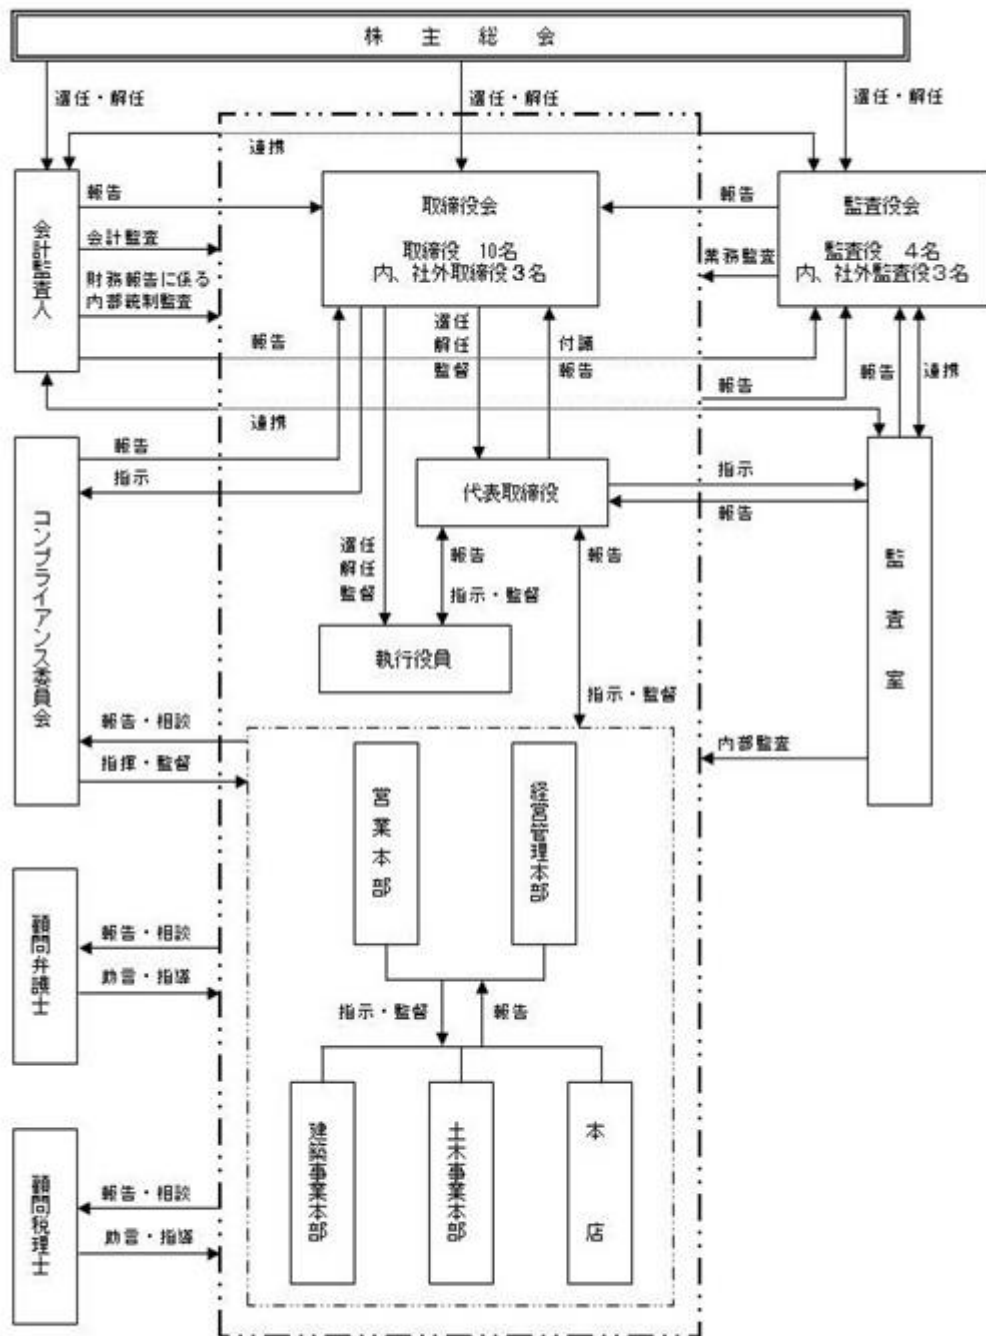 株主総会
選任・解任
選任・解任
選任・解任
連携
会計監査人
報告
会計監査
財務報告に係る
内部統制監査
取締役会
取締役 10名
内、社外取締役3名
報告
業務監査
監査役会
監査役 4名
内、社外監査役3名
報告
選任
解任
監督
付議
報告
報告
報告
連携
連携
コンプライアンス委員会
報告
指示
代表取締役
指示
報告
監査室
選任
解任
監督
報告
指示・監督
報告
執行役員
指示・監督
報告・相談
指揮・監督
内部監査
営業本部
経営管理本部
顧問弁護士
報告・相談
助言・指導
指示・監督
報告
建築事業本部
土木事業本部
本店
顧問税理士
報告・相談
助言・指導